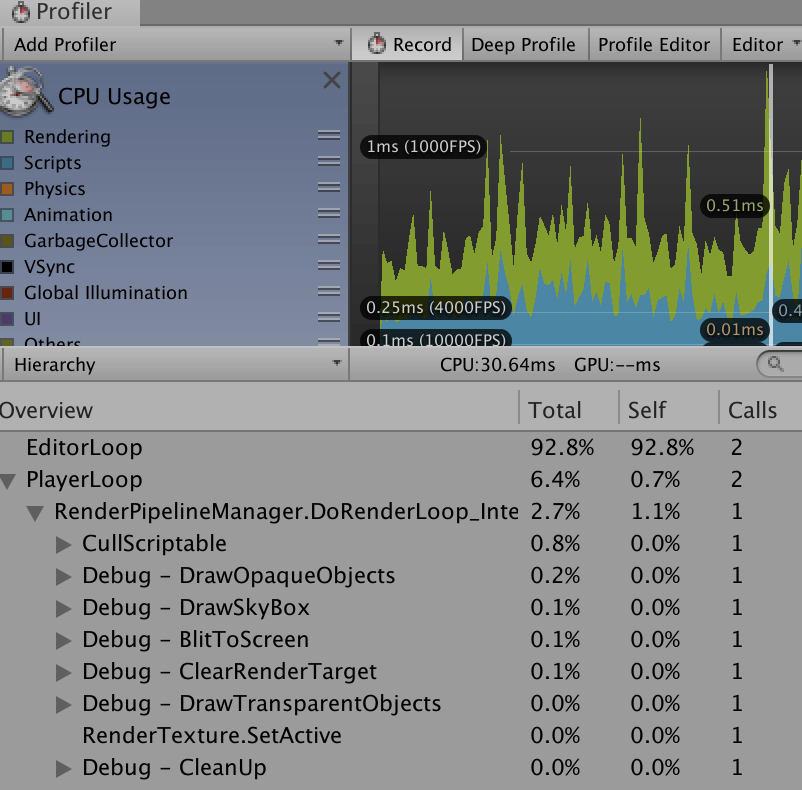 Profiler
Add Profiler
Record
Deep Profile
Profile Editor
Editor
CPU Usage
Rendering
Scripts
Physics
Animation
GarbageCollector
VSync
Global Illumination
UI
Others
1ms (1000FPS)
0.51ms
0.25ms (4000FPS)
0.4
0.01ms
0.1ms (10000FPS)
Hierarchy
CPU:30.64ms GPU:--ms
Overview Total Self Calls
EditorLoop 92.8% 92.8% 2
PlayerLoop 6.4% 0.7% 2
RenderPipelineManager.DoRenderLoop_Inte 2.7% 1.1% 1
CullScriptable 0.8% 0.0% 1
Debug - DrawOpaqueObjects 0.2% 0.0% 1
Debug - DrawSkyBox 0.1% 0.0% 1
Debug - BlitToScreen 0.1% 0.0% 1
Debug - ClearRenderTarget 0.1% 0.0% 1
Debug - DrawTransparentObjects 0.0% 0.0% 1
RenderTexture.SetActive 0.0% 0.0% 1
Debug - CleanUp 0.0% 0.0% 1